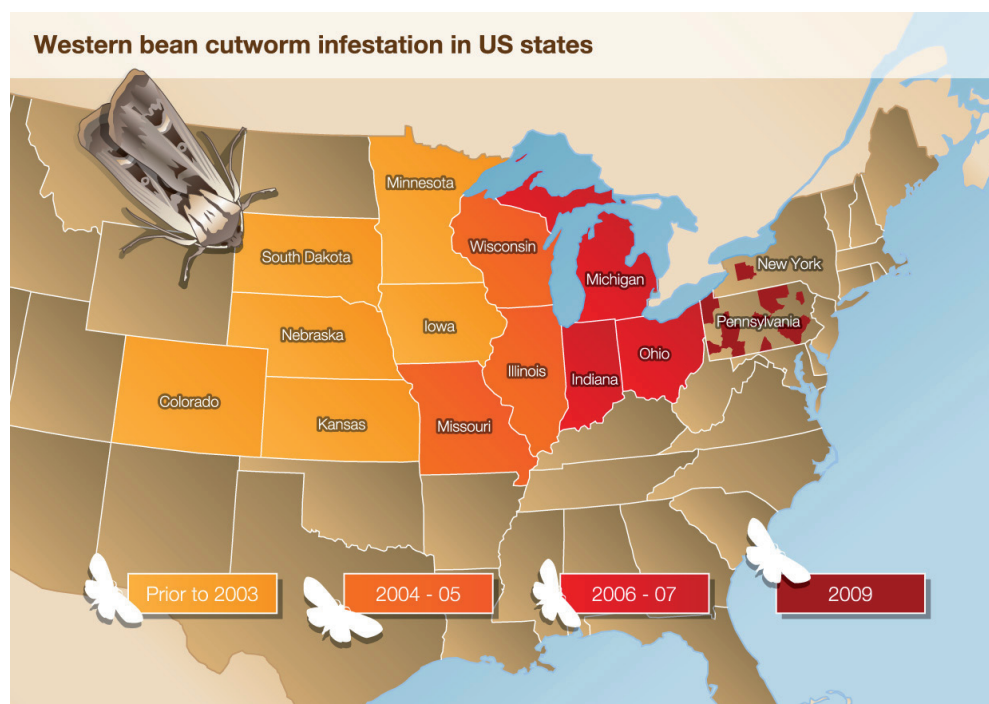 Western bean cutworm infestation in US states
Minnesota
Wisconsin
South Dakota
Michigan
New York
Nebraska
Iowa
Pennsylvania
Ohio
Illinois
Indiana
Colorado
Kansas
Missouri
Prior to 2003
2004 - 05
2006 - 07
2009